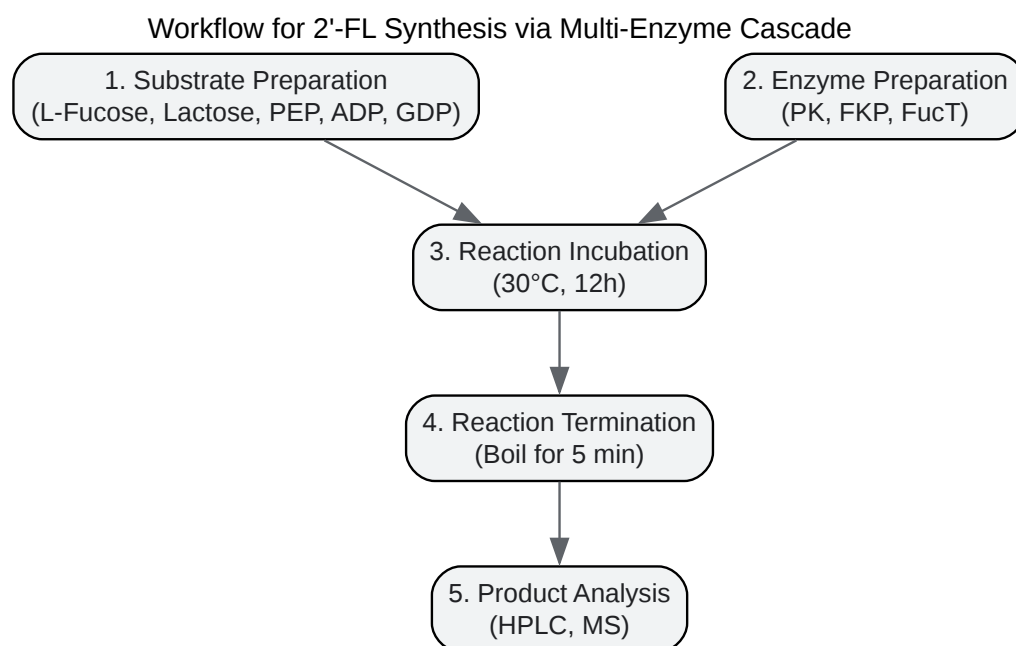 Workflow for 2'-FL Synthesis via Multi-Enzyme Cascade
1. Substrate Preparation
(L-Fucose, Lactose, PEP, ADP, GDP)
2. Enzyme Preparation
(PK, FKP, FucT)
3. Reaction Incubation
(30°C, 12h)
4. Reaction Termination
(Boil for 5 min)
5. Product Analysis
(HPLC, MS)